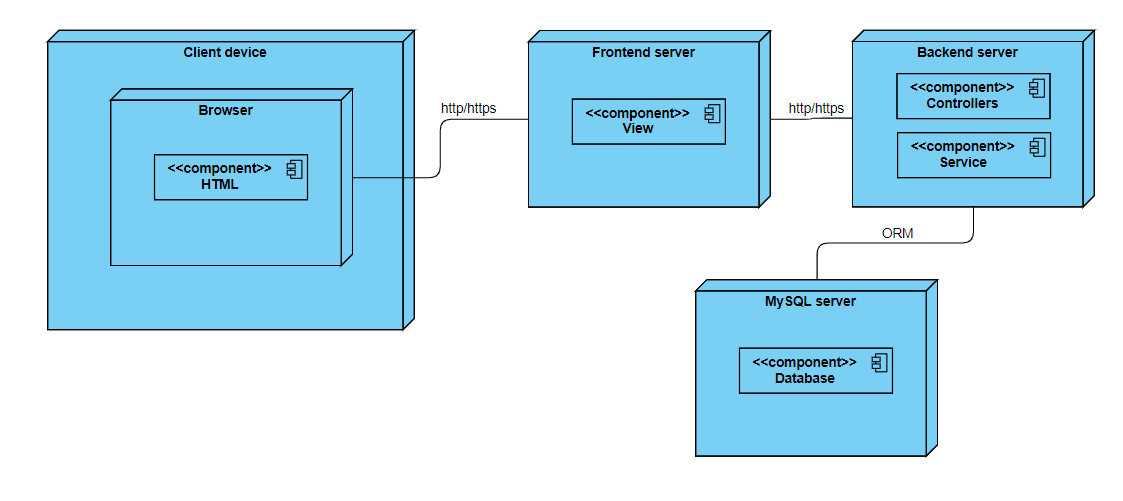 Client device
Browser
<<component>>
HTML
http/https
Frontend server
<<component>>
View
http/https
Backend server
<<component>>
Controllers
<<component>>
Service
ORM
MySQL server
<<component>>
Database